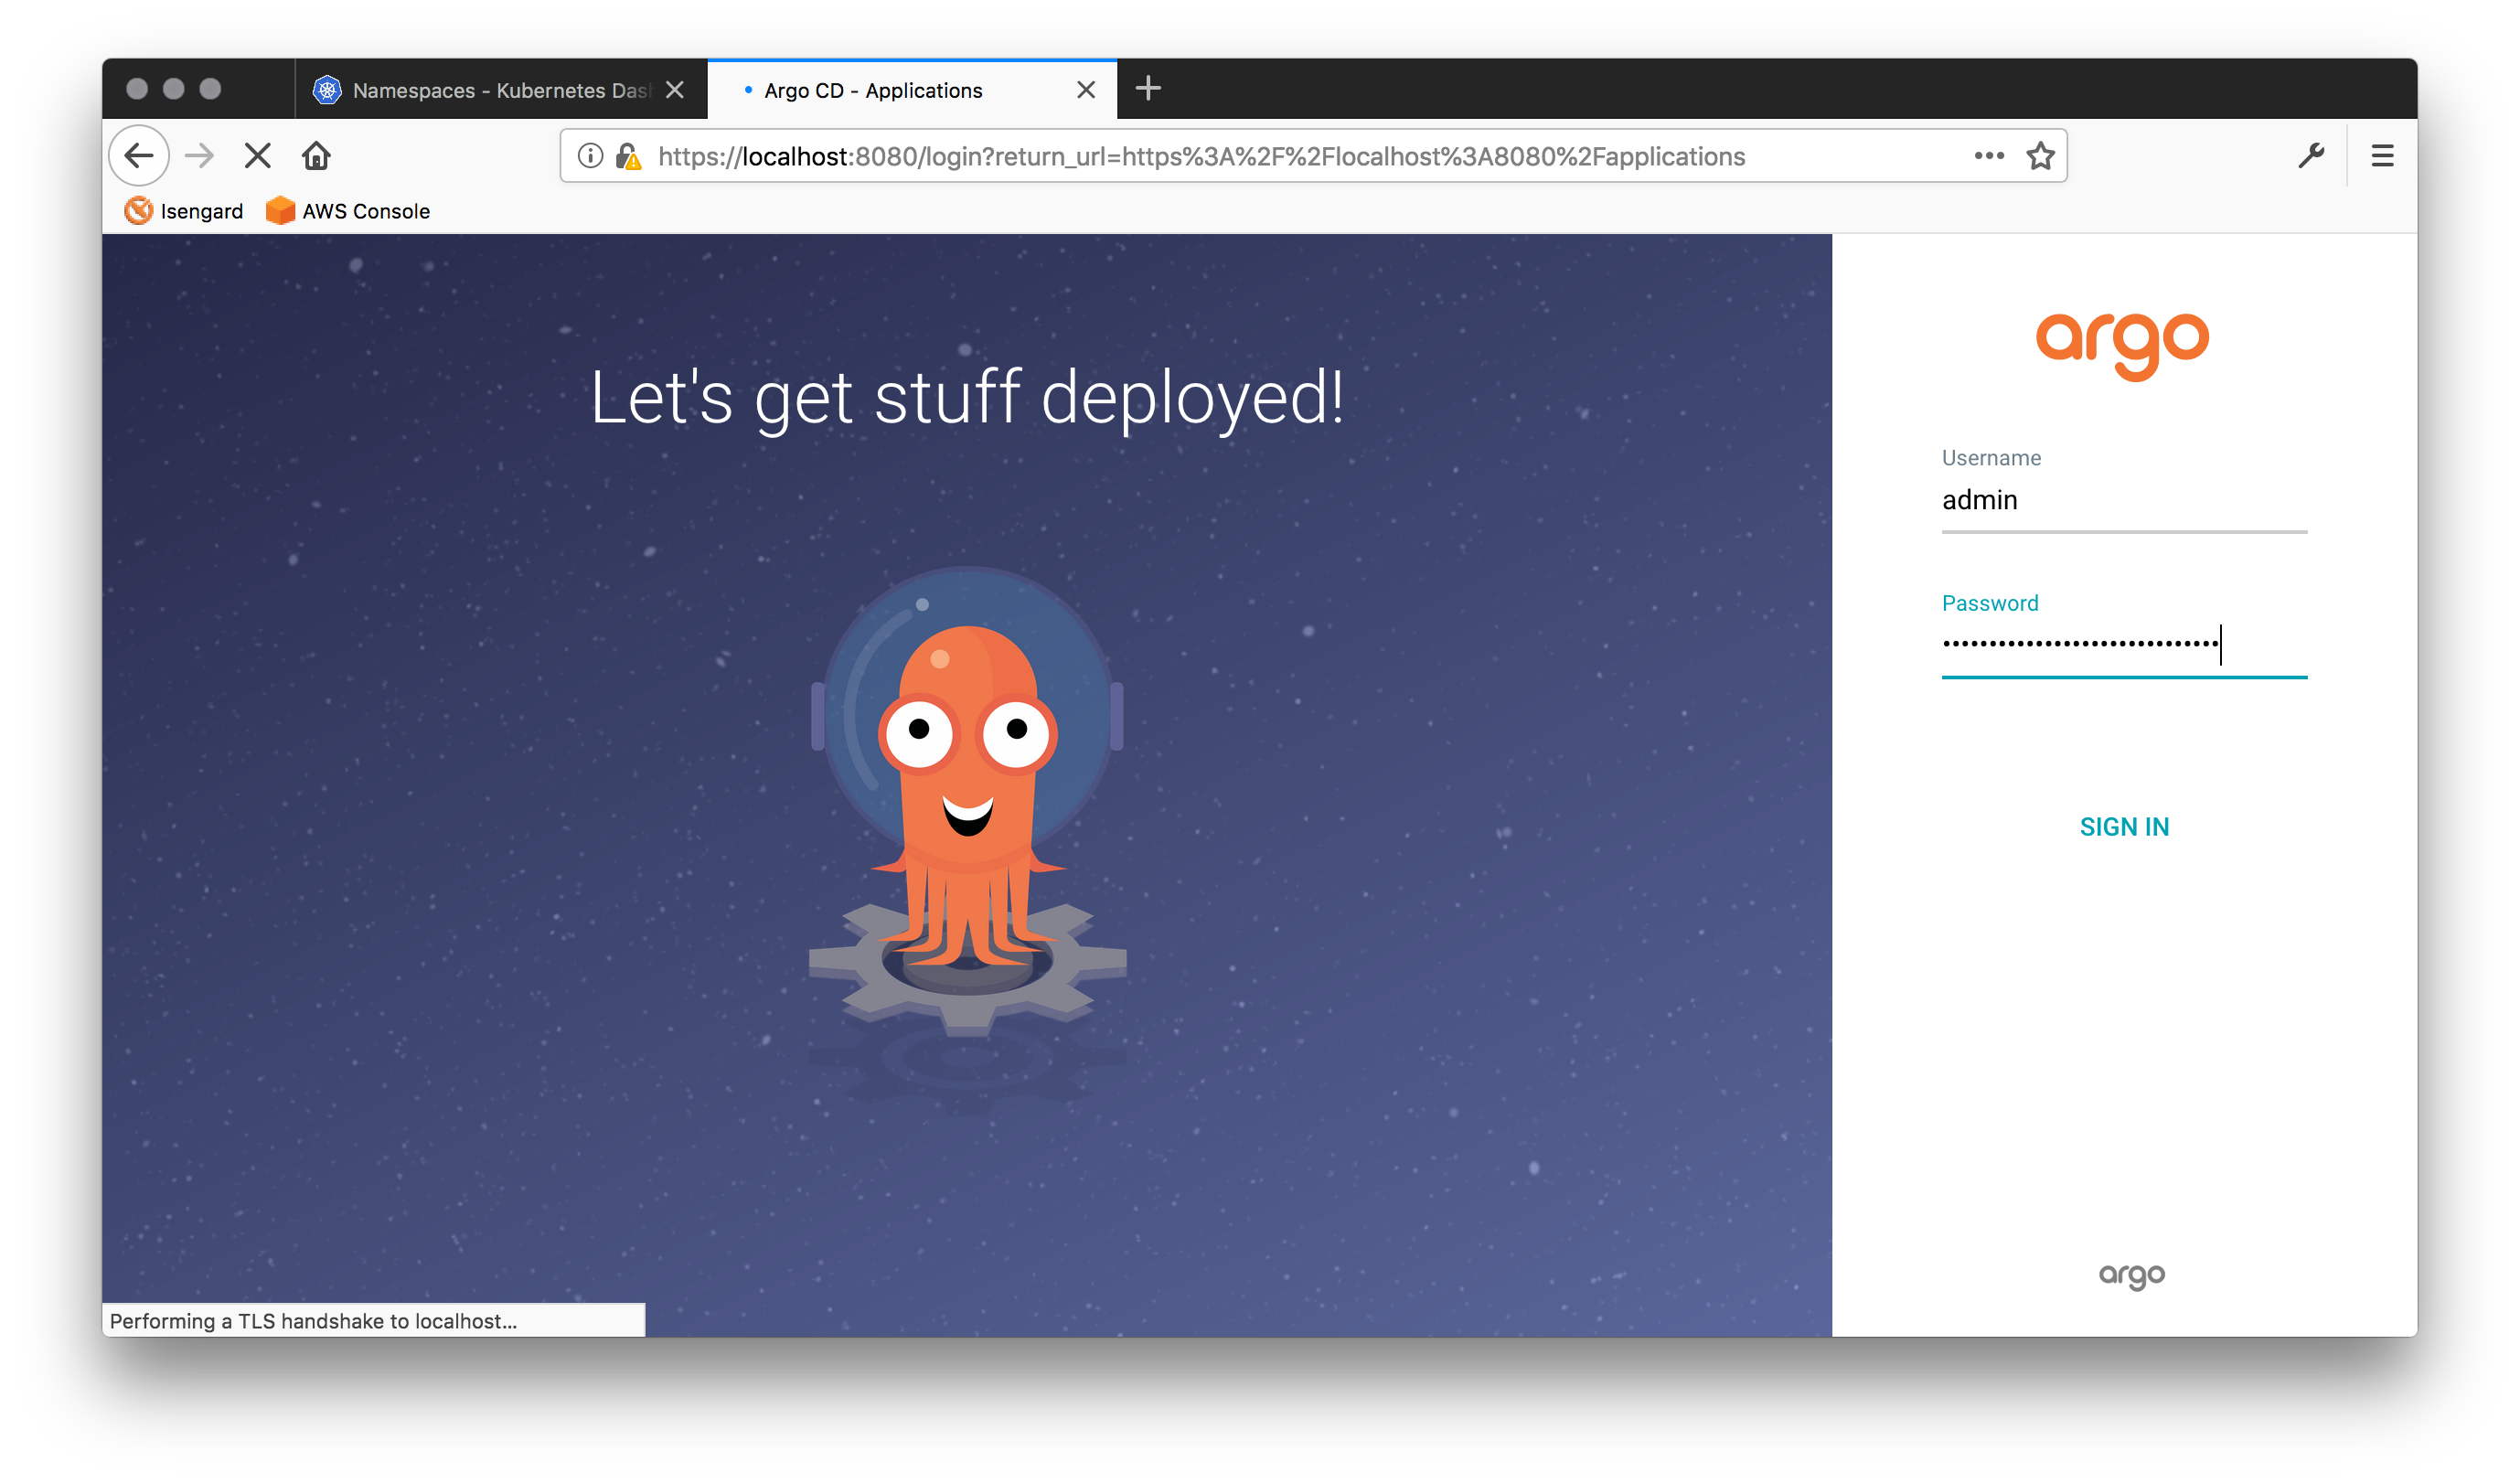 Namespaces - Kubernetes Das
Argo CD - Applications
https://localhost:8080/login?return_url=https%3A%2F%2Flocalhost%3A8080%2Fapplications
Isengard
AWS Console
Let's get stuff deployed!
argo
Username
admin
Password
SIGN IN
argo
Performing a TLS handshake to localhost...